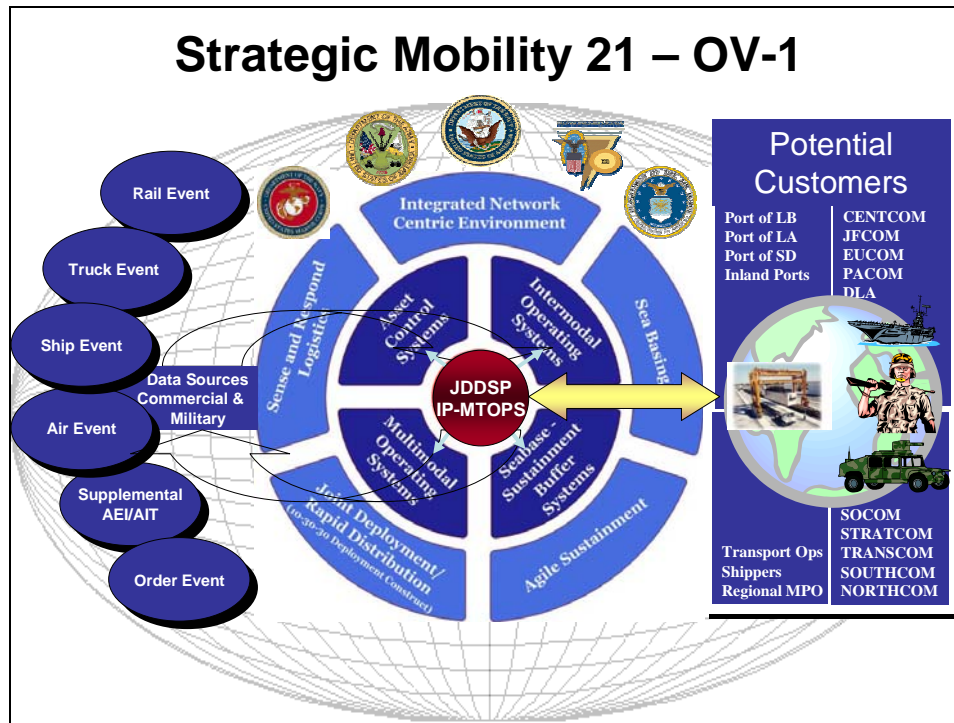 Strategic Mobility 21 – OV-1
Rail Event
Truck Event
Ship Event
Air Event
Supplemental
AEI/AIT
Order Event
Data Sources
Commercial &
Military
Integrated Network
Centric Environment
Sense and Respond
Logistics
Sea Basing
Joint Deployment/
Rapid Distribution
(10-30-30 Deployment Construct)
Agile Sustainment
Asset
Control
Systems
Intermodal
Operating
Systems
Multimodal
Operating
Systems
Seabase -
Sustainment
Buffer
Systems
JDDSP
IP-MTOPS
Potential
Customers
Port of LB
Port of LA
Port of SD
Inland Ports
CENTCOM
JFCOM
EUCOM
PACOM
DLA
Transport Ops
Shippers
Regional MPO
SOCOM
STRATCOM
TRANSCOM
SOUTHCOM
NORTHCOM